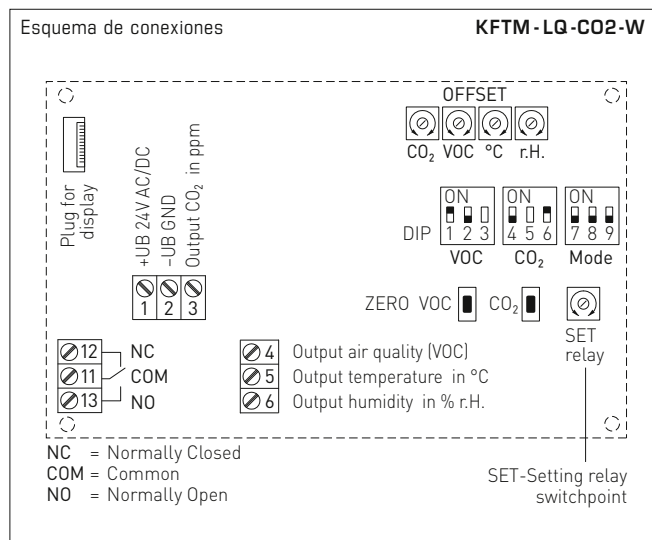 Esquema de conexiones
KFTM-LQ-CO2-W
OFFSET
CO₂ VOC °C r.H.
Plug for
display
+UB 24V AC/DC
-UB GND
Output CO₂ in ppm
1 2 3
ON ON ON
DIP 1 2 3 4 5 6 7 8 9
VOC CO₂ Mode
ZERO VOC CO₂
SET
relay
12 NC
11 COM
13 NO
4 Output air quality (VOC)
5 Output temperature in °C
6 Output humidity in % r.H.
NC = Normally Closed
COM = Common
NO = Normally Open
SET-Setting relay
switchpoint